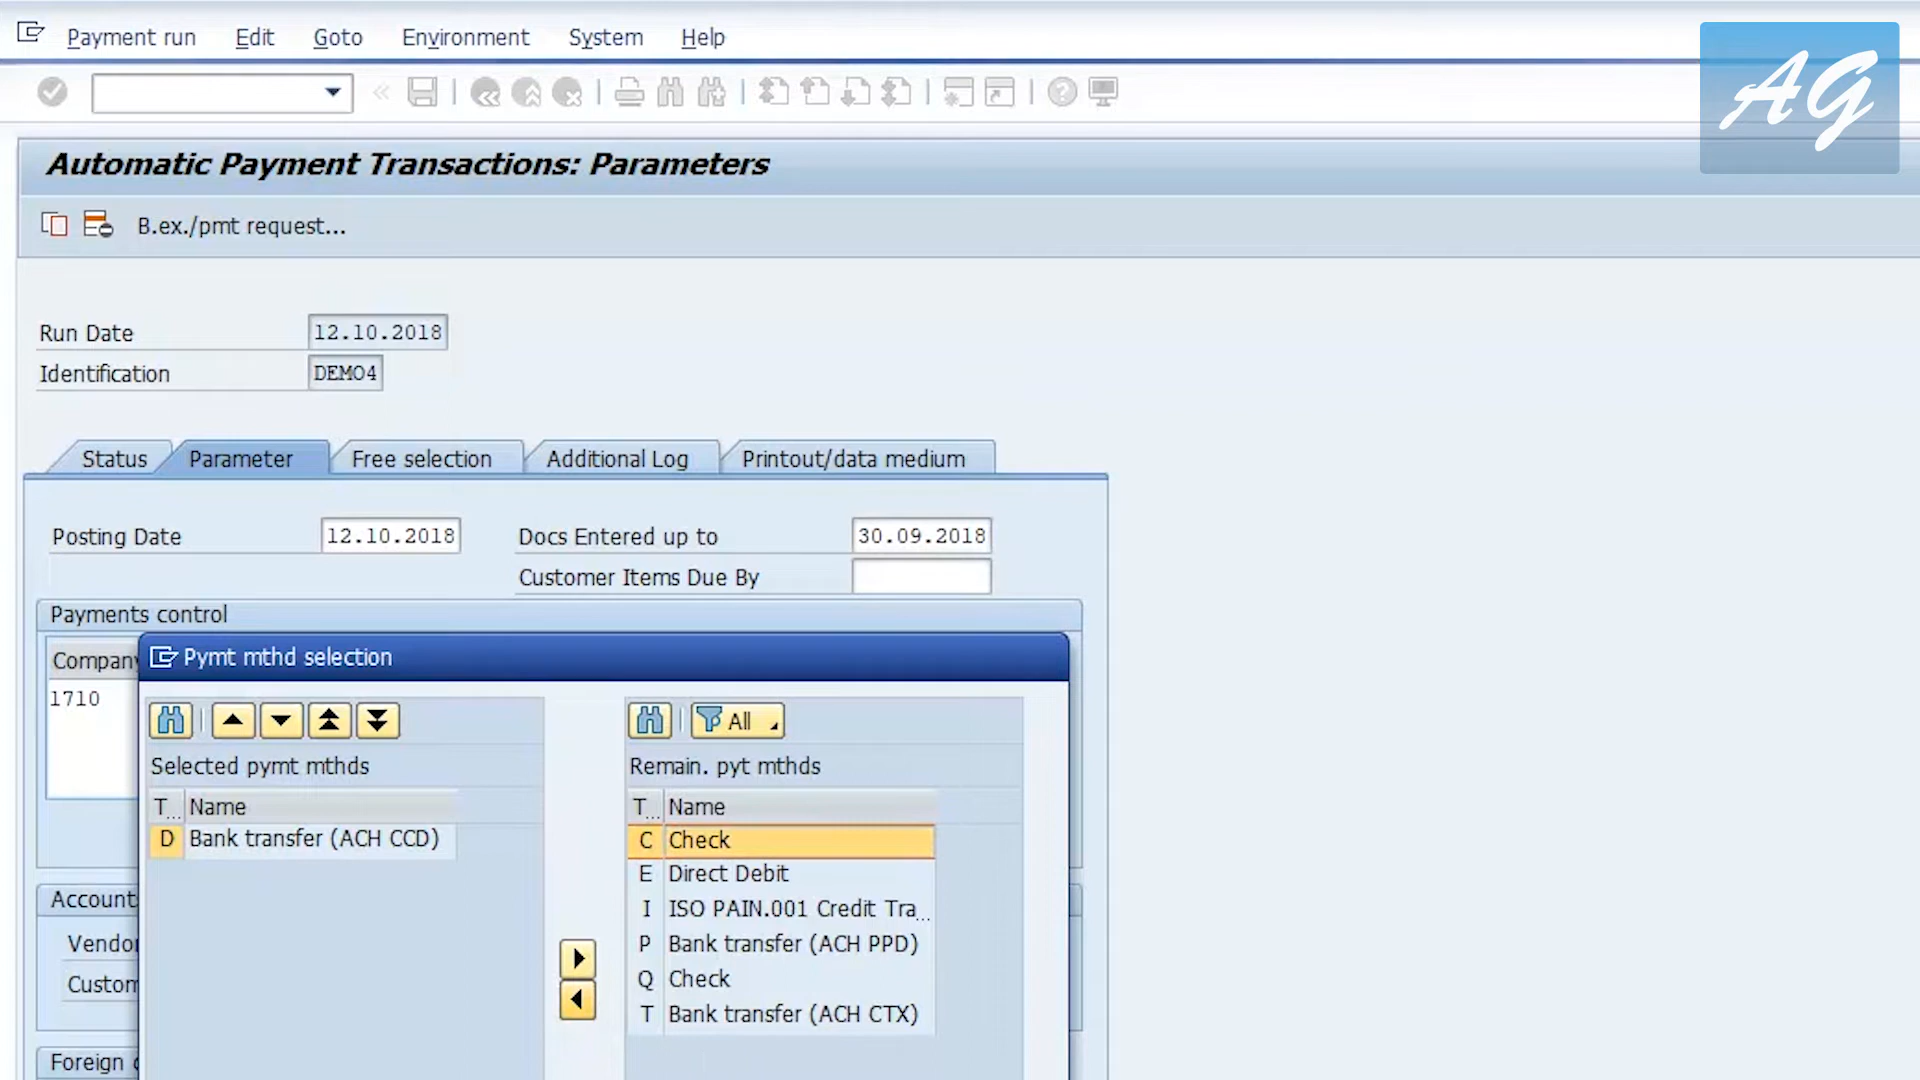 Payment run Edit Goto Environment System Help
AG
Automatic Payment Transactions: Parameters
B.ex./pmt request...
Run Date 12.10.2018
Identification DEMO4
Status Parameter Free selection Additional Log Printout/data medium
Posting Date 12.10.2018 Docs Entered up to 30.09.2018
Customer Items Due By
Payments control
Company
1710
Pymt mthd selection
All
Selected pymt mthds
T... Name
D Bank transfer (ACH CCD)
Remain. pyt mthds
T... Name
C Check
E Direct Debit
I ISO PAIN.001 Credit Tra...
P Bank transfer (ACH PPD)
Q Check
T Bank transfer (ACH CTX)
Account
Vendor
Custom
Foreign